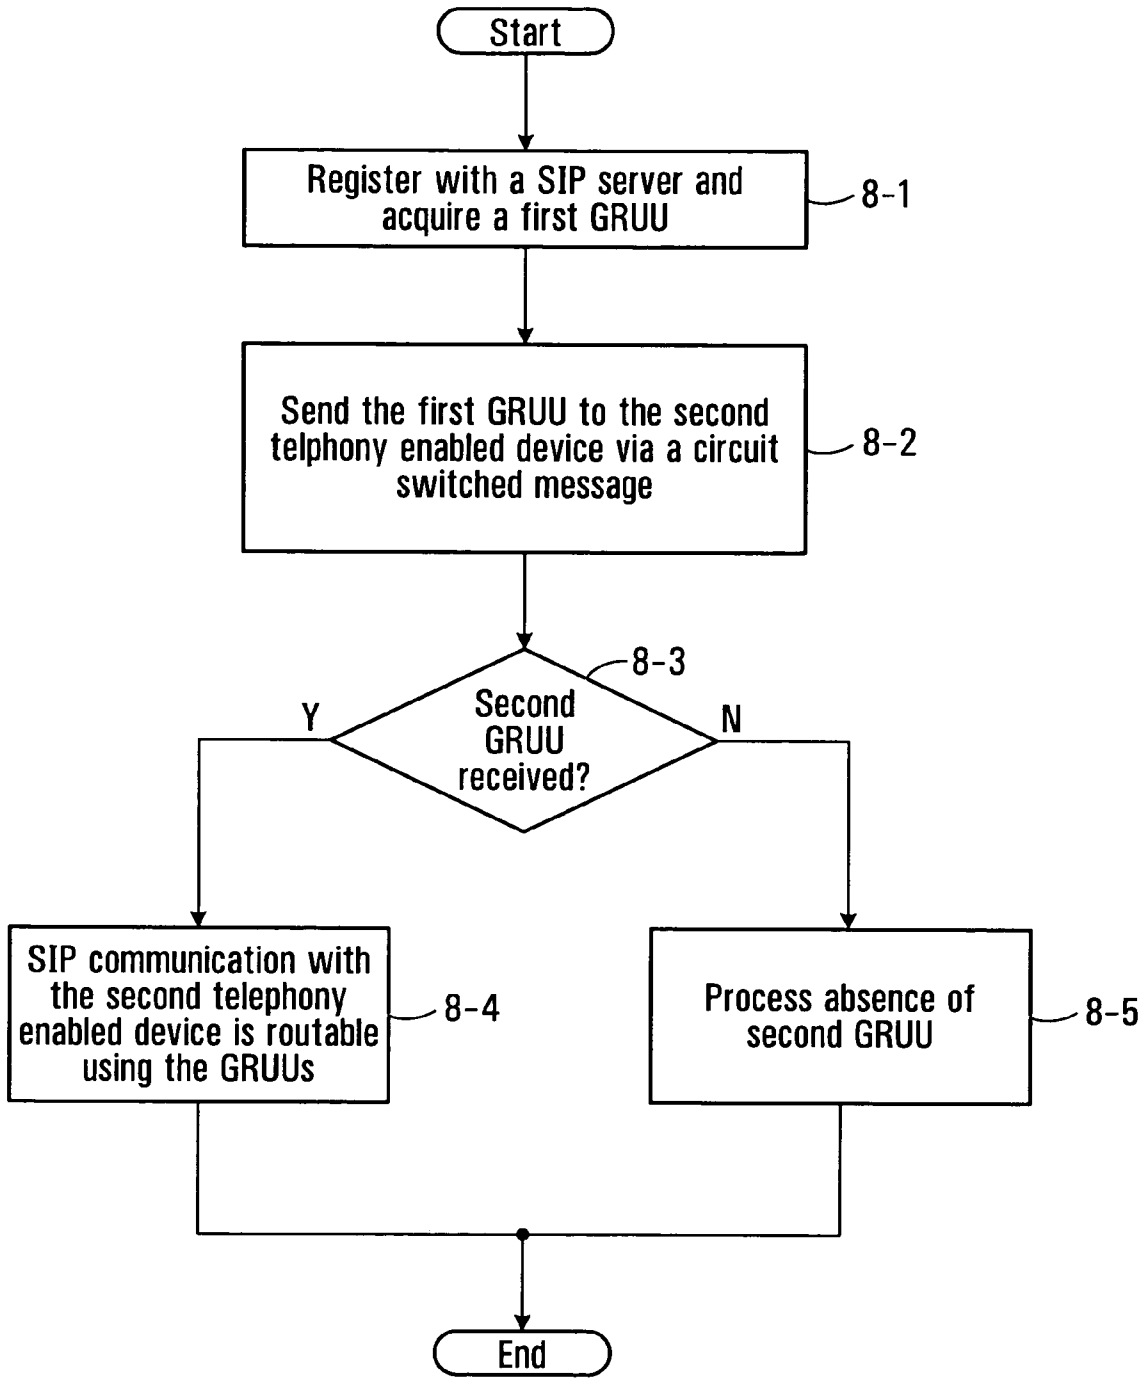 Start
Register with a SIP server and
acquire a first GRUU
8-1
Send the first GRUU to the second
telphony enabled device via a circuit
switched message
8-2
8-3
Second
GRUU
received?
Y
N
SIP communication with
the second telephony
enabled device is routable
using the GRUUs
8-4
Process absence of
second GRUU
8-5
End